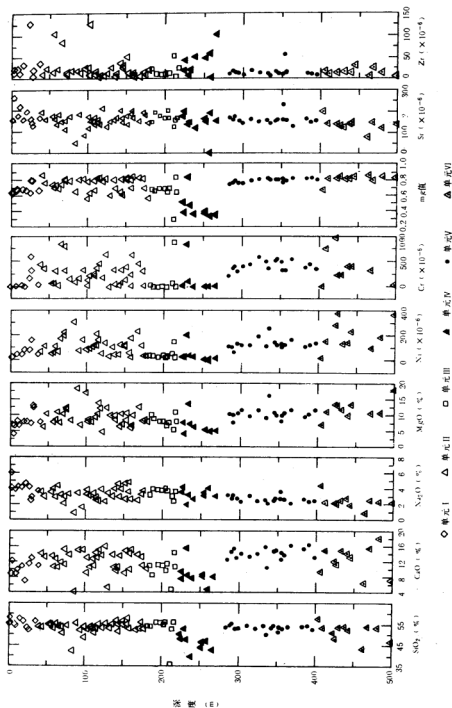 深 度 (m)
0 100 200 300 400 500
35 45 55
SiO₂ (%)
4 8 12 16 20
CaO (%)
0 2 4 6 8
Na₂O (%)
0 5 10 15 20
MgO (%)
0 200 400
Ni (×10⁻⁶)
0 500 1000
Cr (×10⁻⁶)
0.2 0.4 0.6 0.8 1.0
mg值
0 100 2 300
Sr (×10⁻⁶)
0 50 100 150
Zr (×10⁻⁶)
单元I 单元II 单元III 单元IV 单元V 单元VI